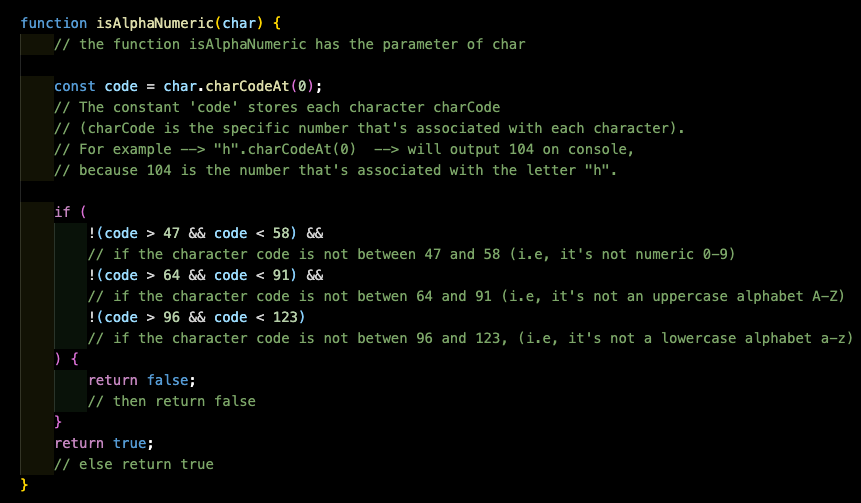 function isAlphaNumeric(char) {
// the function isAlphaNumeric has the parameter of char
const code = char.charCodeAt(0);
// The constant 'code' stores each character charCode
// (charCode is the specific number that's associated with each character).
// For example --> "h".charCodeAt(0)  --> will output 104 on console,
// because 104 is the number that's associated with the letter "h".
if (
!(code > 47 && code < 58) &&
// if the character code is not between 47 and 58 (i.e, it's not numeric 0-9)
!(code > 64 && code < 91) &&
// if the character code is not betwen 64 and 91 (i.e, it's not an uppercase alphabet A-Z)
!(code > 96 && code < 123)
// if the character code is not betwen 96 and 123, (i.e, it's not a lowercase alphabet a-z)
) {
return false;
// then return false
}
return true;
// else return true
}